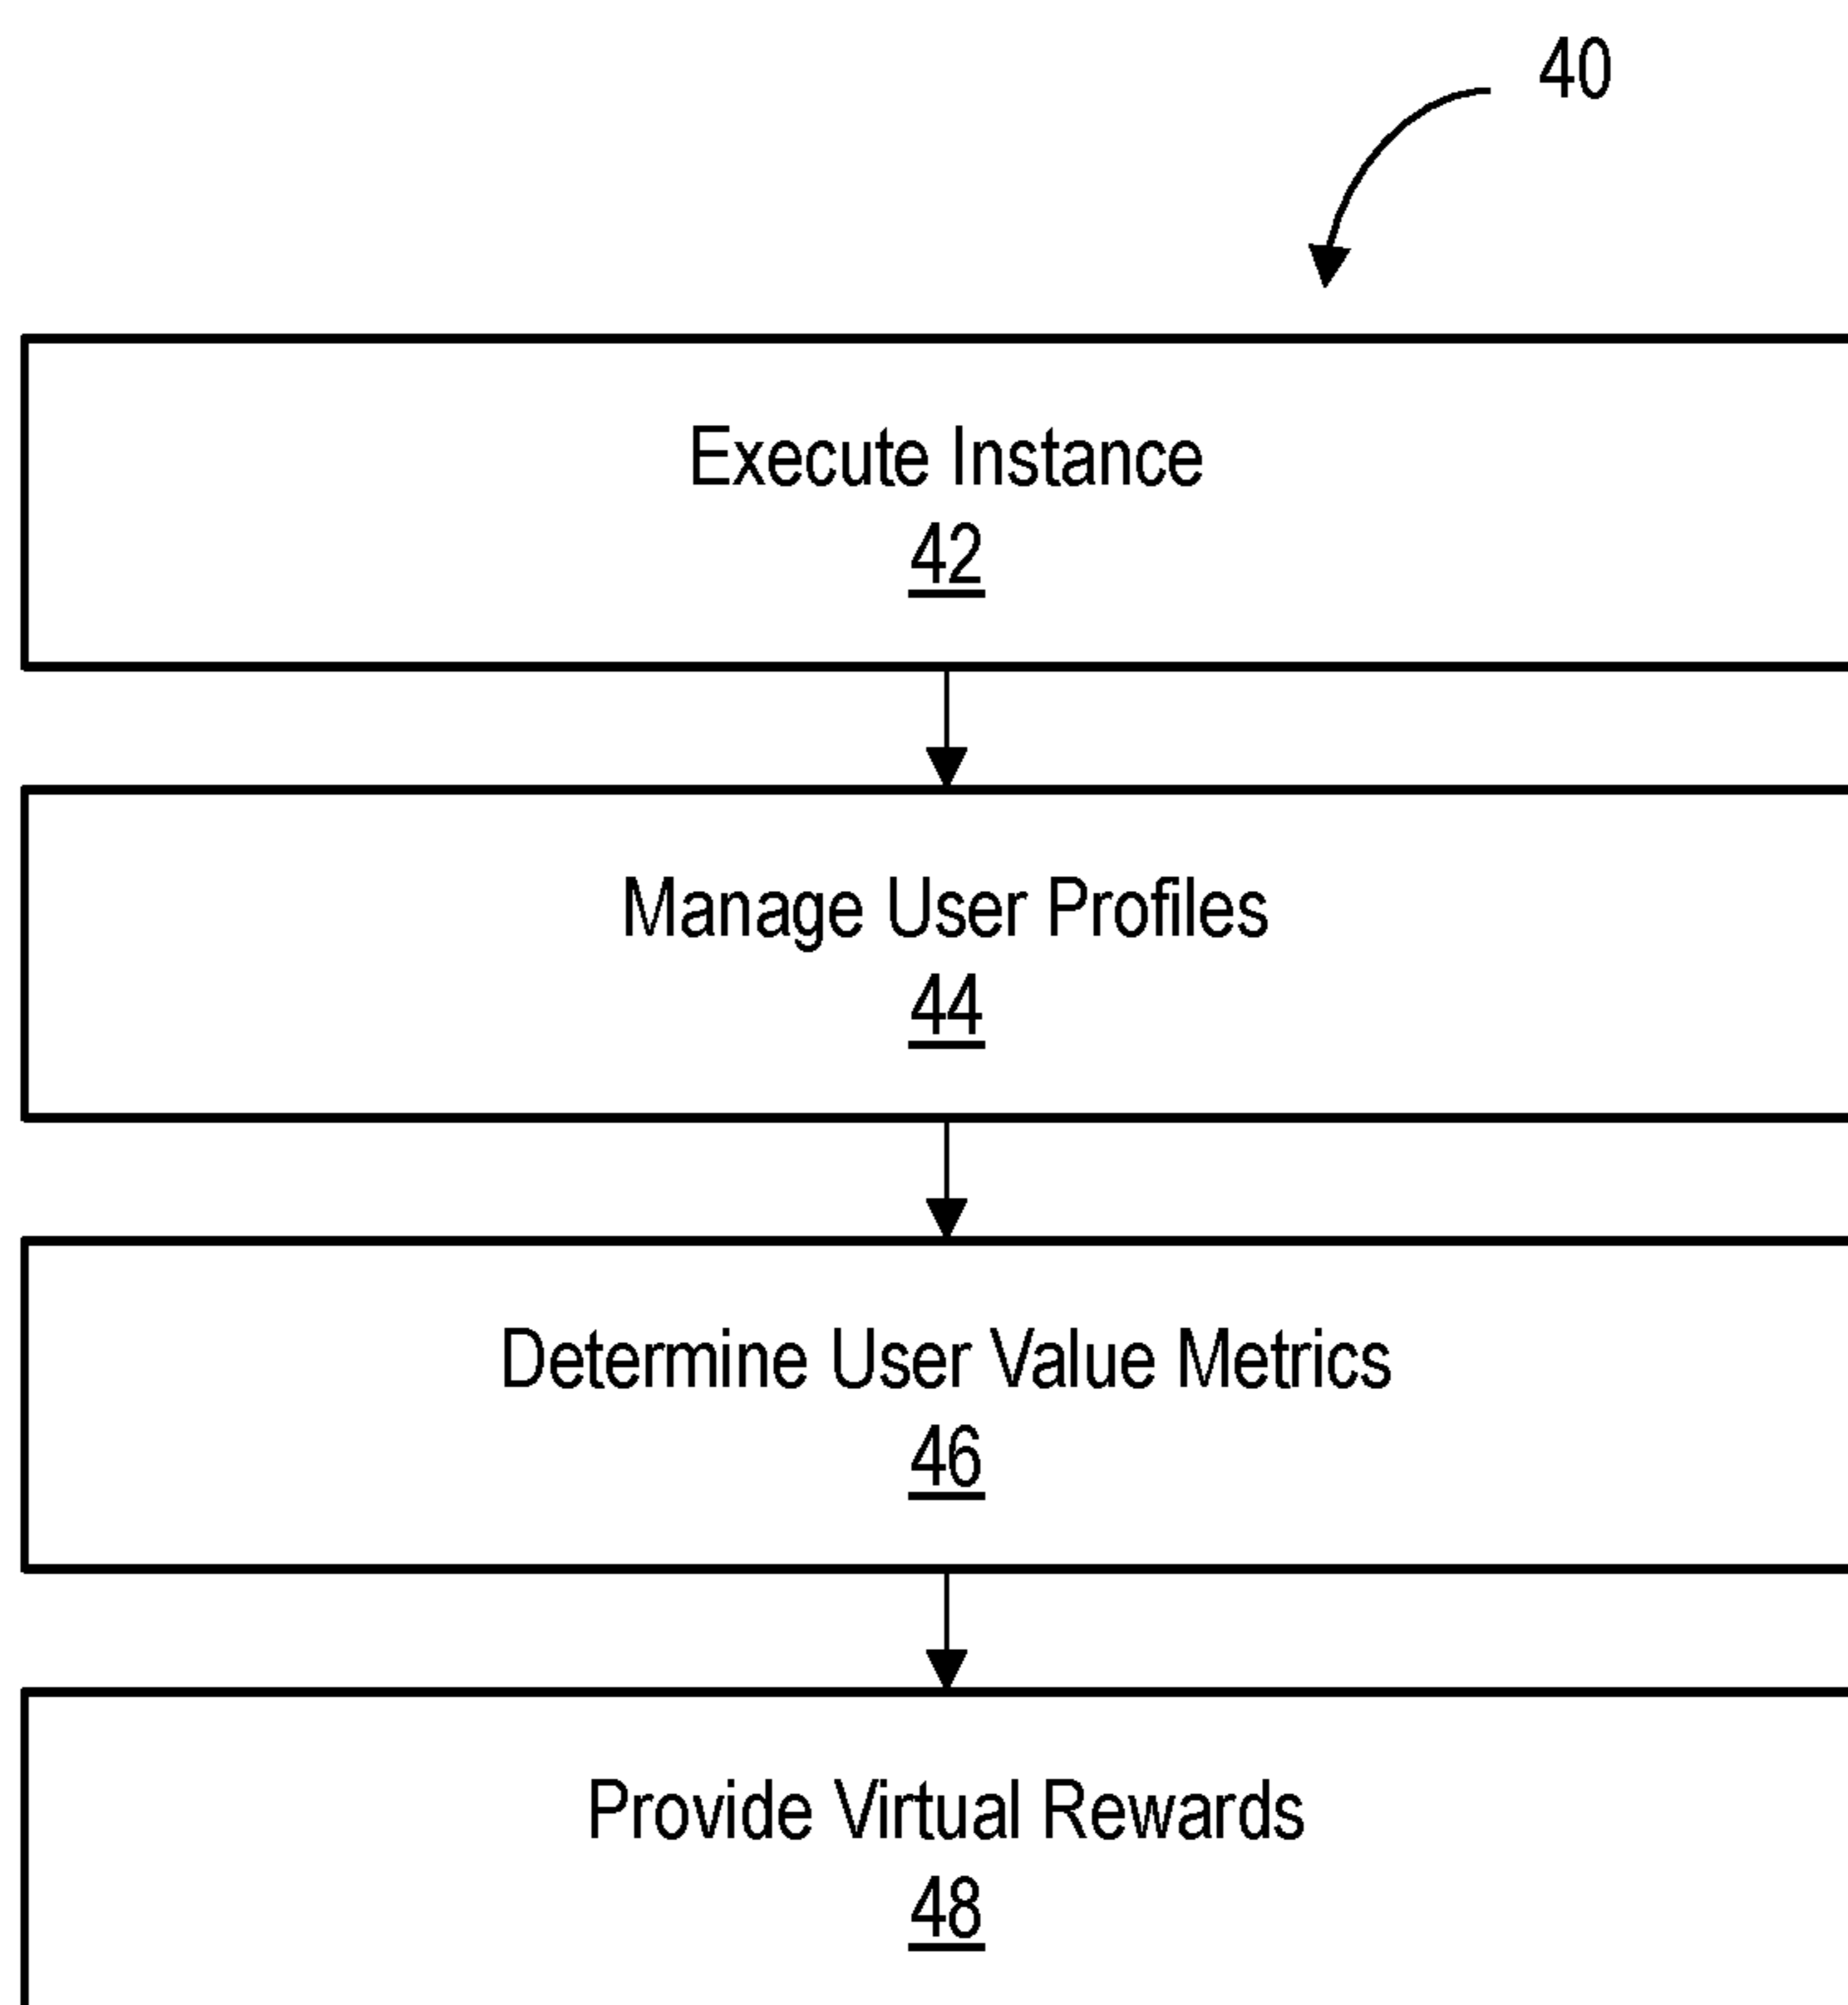 40
Execute Instance
42
Manage User Profiles
44
Determine User Value Metrics
46
Provide Virtual Rewards
48